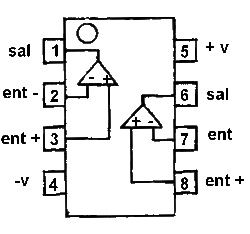 sal 1 5 + v
ent - 2 - + 6 sal
ent + 3 + - 7 ent
-v 4 8 ent +